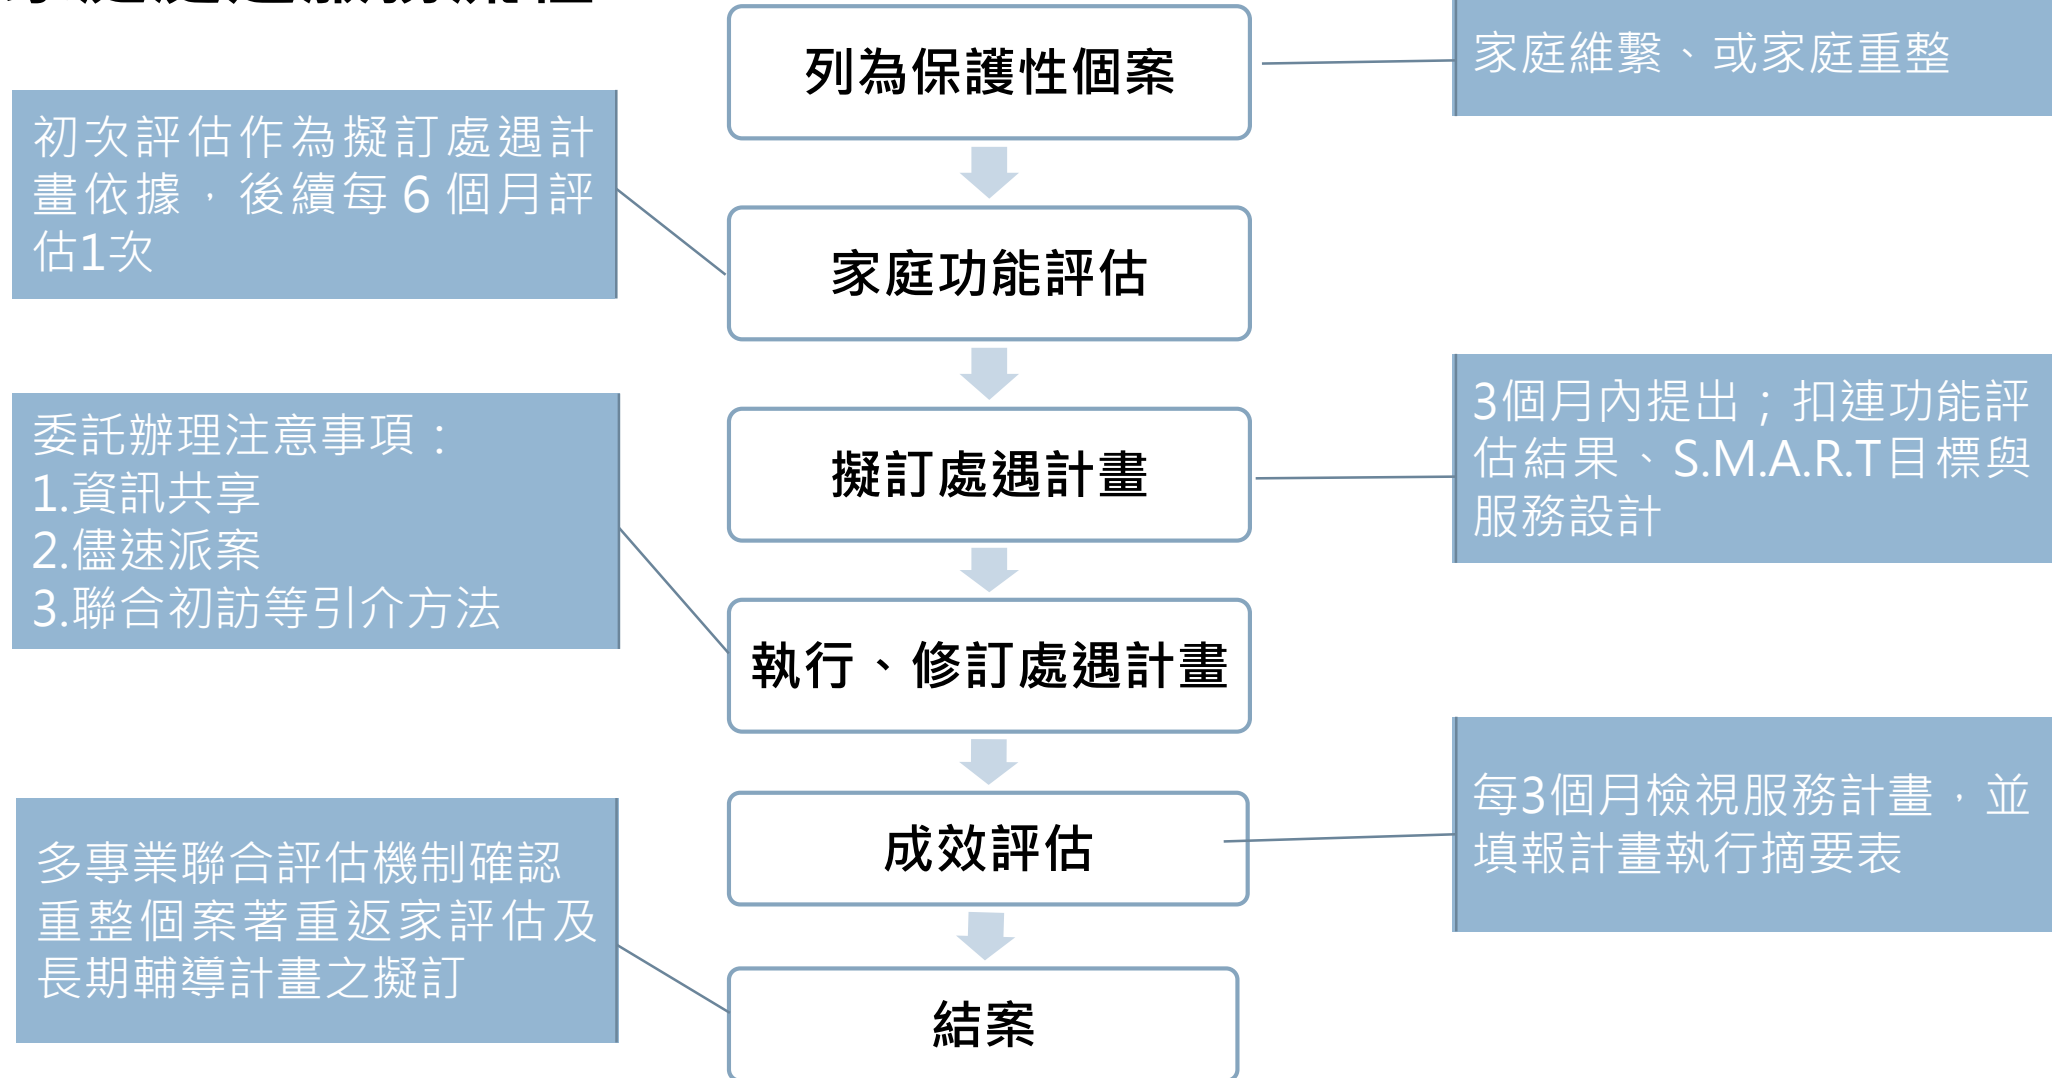 家庭處遇服務流程
列為保護性個案
家庭維繫、或家庭重整
初次評估作為擬訂處遇計
畫依據，後續每6個月評
估1次
家庭功能評估
擬訂處遇計畫
3個月內提出；扣連功能評
估結果、S.M.A.R.T目標與
服務設計
委託辦理注意事項：
1.資訊共享
2.儘速派案
3.聯合初訪等引介方法
執行、修訂處遇計畫
成效評估
每3個月檢視服務計畫，並
填報計畫執行摘要表
多專業聯合評估機制確認
重整個案著重返家評估及
長期輔導計畫之擬訂
結案